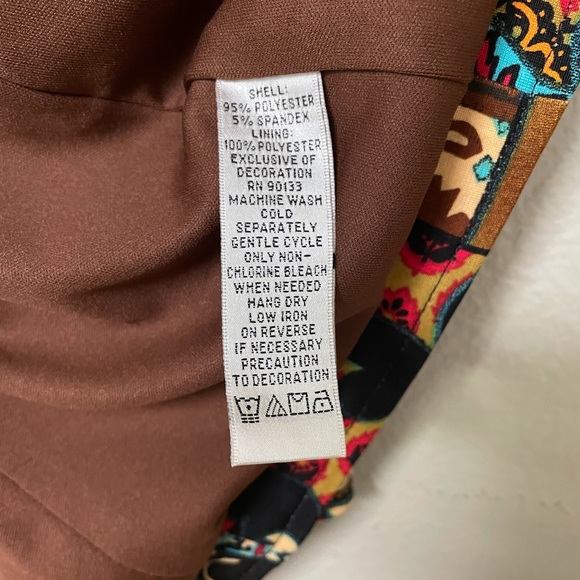 SHELL:
95% POLYESTER
5% SPANDEX
LINING:
100% POLYESTER
EXCLUSIVE OF
DECORATION
RN 90133
MACHINE WASH
COLD
SEPARATELY
GENTLE CYCLE
ONLY NON-
CHLORINE BLEACH
WHEN NEEDED
HANG DRY
LOW IRON
ON REVERSE
IF NECESSARY
PRECAUTION
TO DECORATION